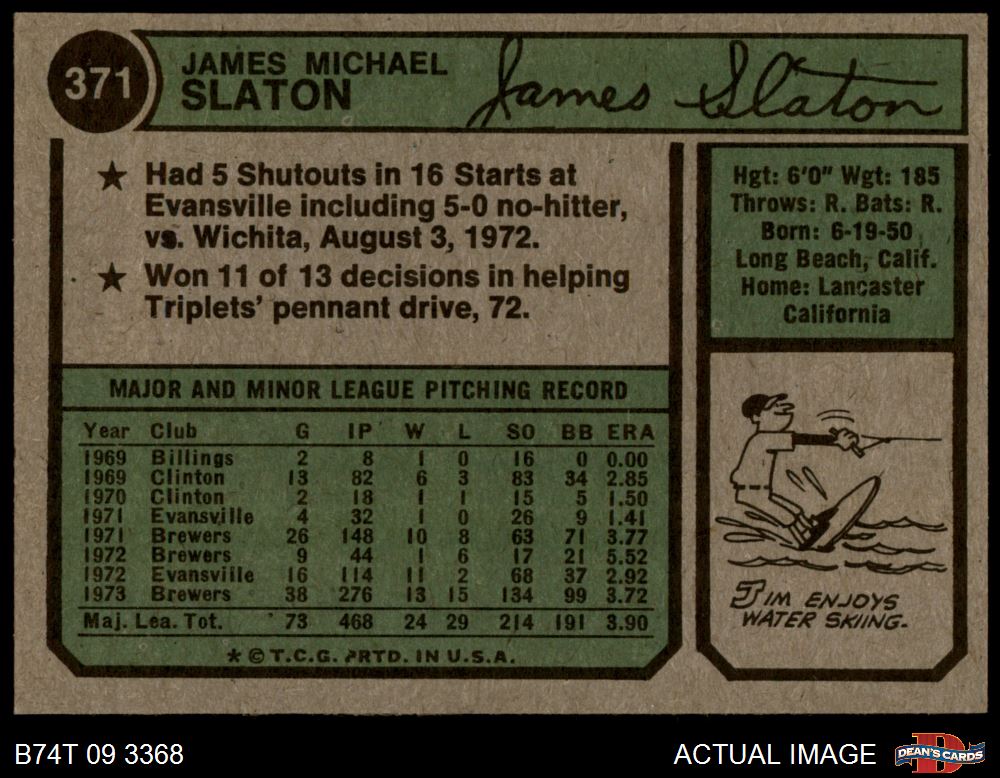 371
JAMES MICHAEL
SLATON
James Slaton
★ Had 5 Shutouts in 16 Starts at
Evansville including 5-0 no-hitter,
vs. Wichita, August 3, 1972.
★ Won 11 of 13 decisions in helping
Triplets' pennant drive, 72.
Hgt: 6'0" Wgt: 185
Throws: R. Bats: R.
Born: 6-19-50
Long Beach, Calif.
Home: Lancaster
California
MAJOR AND MINOR LEAGUE PITCHING RECORD
Year Club G IP W L SO BB ERA
1969 Billings 2 8 1 0 16 0 0.00
1969 Clinton 13 82 6 3 83 34 2.85
1970 Clinton 2 18 1 1 15 5 1.50
1971 Evansville 4 32 1 0 26 9 1.41
1971 Brewers 26 148 10 8 63 71 3.77
1972 Brewers 9 44 1 6 17 21 5.52
1972 Evansville 16 114 11 2 68 37 2.92
1973 Brewers 38 276 13 15 134 99 3.72
Maj. Lea. Tot. 73 468 24 29 214 191 3.90
* © T.C.G. PRTD. IN U.S.A.
JIM ENJOYS
WATER SKIING.
B74T 09 3368
ACTUAL IMAGE
DEAN'S CARDS